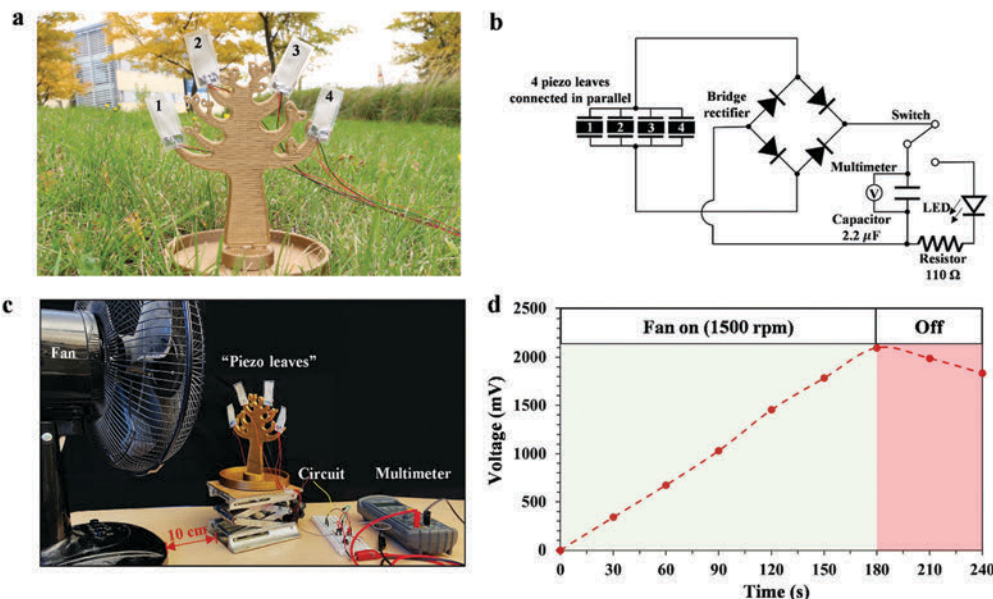 a
1
2
3
4
b
4 piezo leaves
connected in parallel
1 2 3 4
Bridge
rectifier
Switch
Multimeter
V
Capacitor
2.2 μF
LED
Resistor
110 Ω
c
Fan
"Piezo leaves"
Circuit
Multimeter
10 cm
d
Fan on (1500 rpm)
Off
Voltage (mV)
2000
1500
1000
500
0
0 30 60 90 120 150 180 210 240
Time (s)